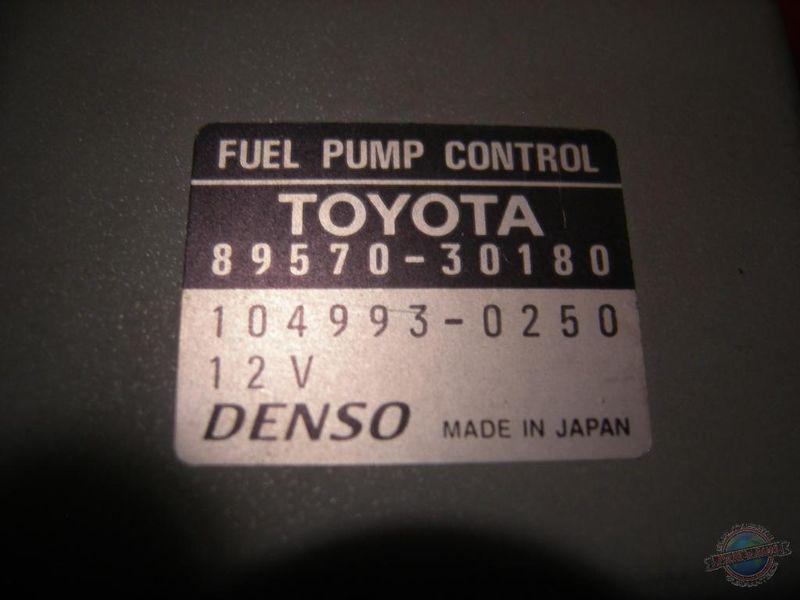 FUEL PUMP CONTROL
TOYOTA
89570-30180
104993-0250
12V
DENSO MADE IN JAPAN